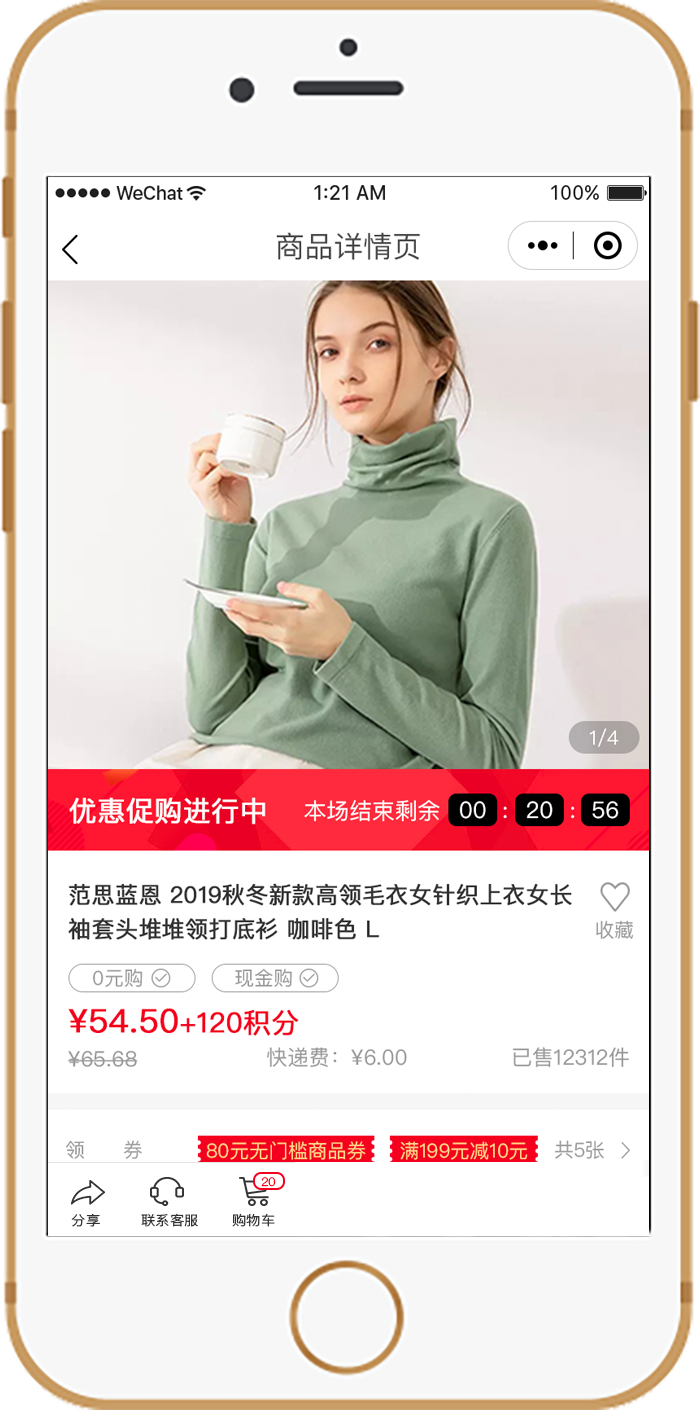 WeChat 1:21 AM 100%
商品详情页
1/4
优惠促购进行中 本场结束剩余 00 : 20 : 56
范思蓝恩 2019秋冬新款高领毛衣女针织上衣女长
袖套头堆堆领打底衫 咖啡色 L
收藏
0元购 现金购
¥54.50+120积分
¥65.68 快递费：¥6.00 已售12312件
领 券 80元无门槛商品券 满199元减10元 共5张
20
分享 联系客服 购物车